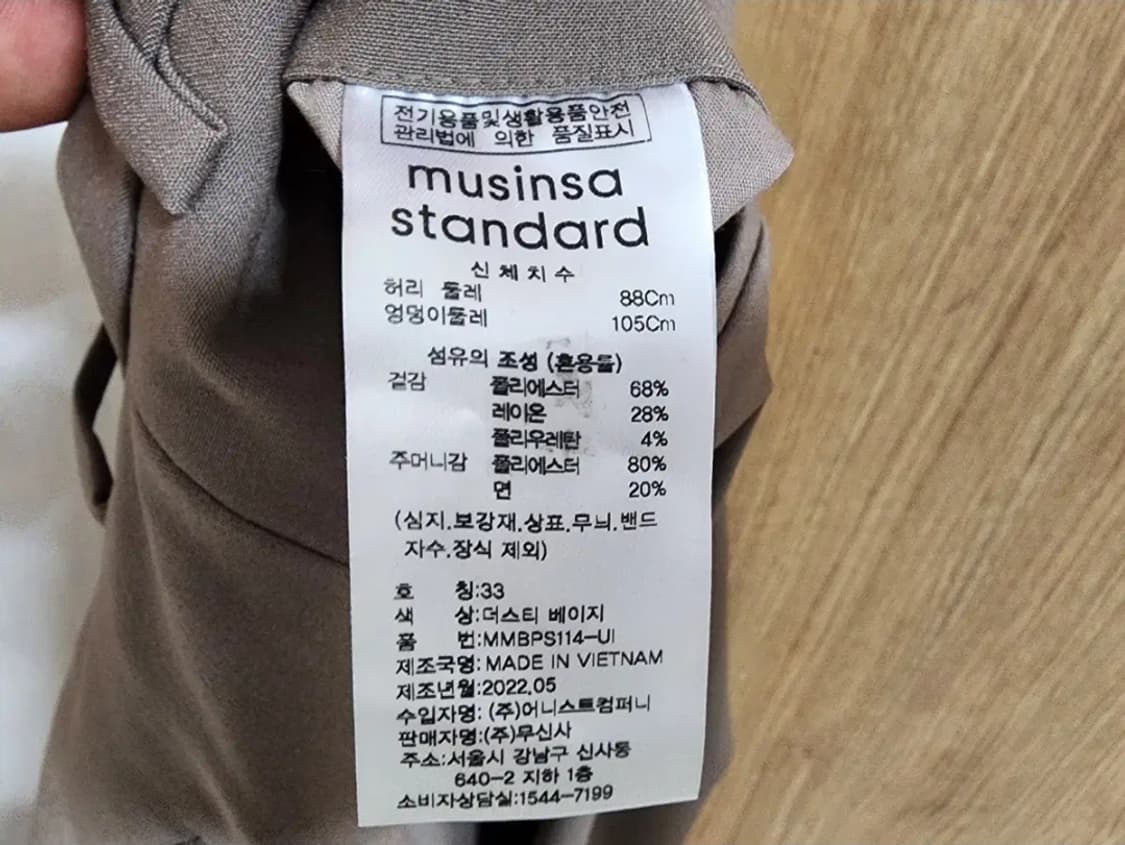 전기용품및생활용품안전
관리법에 의한 품질표시
musinsa
standard
신체치수
허리 둘레 88Cm
엉덩이둘레 105Cm
섬유의 조성 (혼용률)
겉감 폴리에스터 68%
레이온 28%
폴리우레탄 4%
주머니감 폴리에스터 80%
면 20%
(심지.보강재.상표.무늬.밴드
자수.장식 제외)
호 칭:33
색 상:더스티 베이지
품 번:MMBPS114-UI
제조국명:MADE IN VIETNAM
제조년월:2022.05
수입자명: (주)어니스트컴퍼니
판매자명:(주)무신사
주소:서울시 강남구 신사동
640-2 지하 1층
소비자상담실:1544-7199